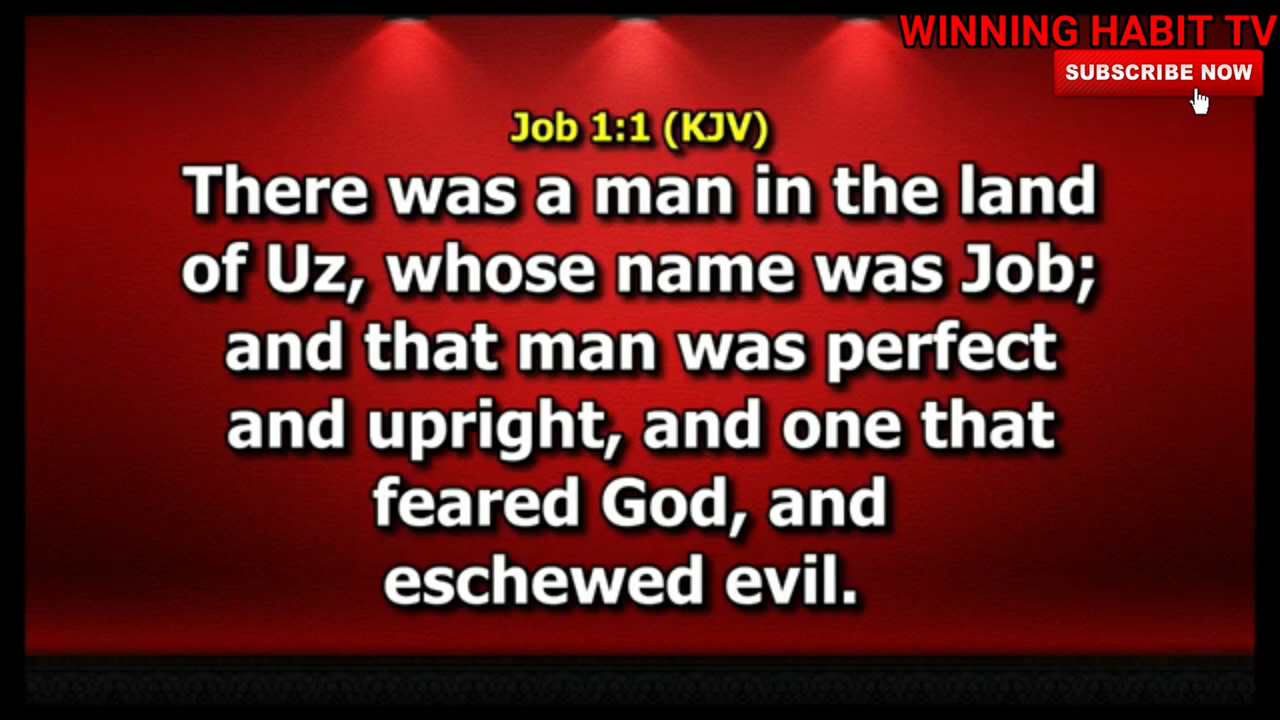 WINNING HABIT TV
SUBSCRIBE NOW
Job 1:1 (KJV)
There was a man in the land
of Uz, whose name was Job;
and that man was perfect
and upright, and one that
feared God, and
eschewed evil.